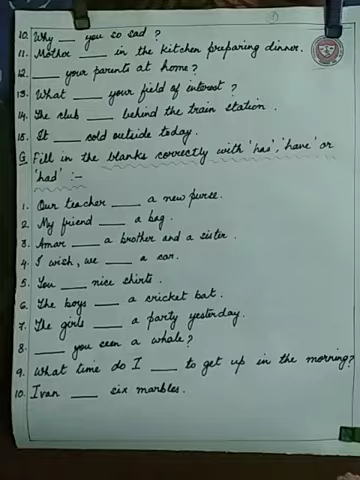 10. Why ___ you so sad ?
11. Mother ___ in the kitchen preparing dinner.
12. ___ your parents at home?
13. What ___ your field of interest ?
14. The club ___ behind the train station .
15. It ___ cold outside today.
G Fill in the blanks correctly with 'has', 'have' or
'had' :-
1. Our teacher ___ a new purse.
2. My friend ___ a bag.
3. Amar ___ a brother and a sister .
4. I wish, we ___ a car.
5. You ___ nice shirts .
6. The boys ___ a cricket bat.
7. The girls ___ a party yesterday.
8. ___ you seen a whale?
9. What time do I ___ to get up in the morning?
10. Ivan ___ six marbles.